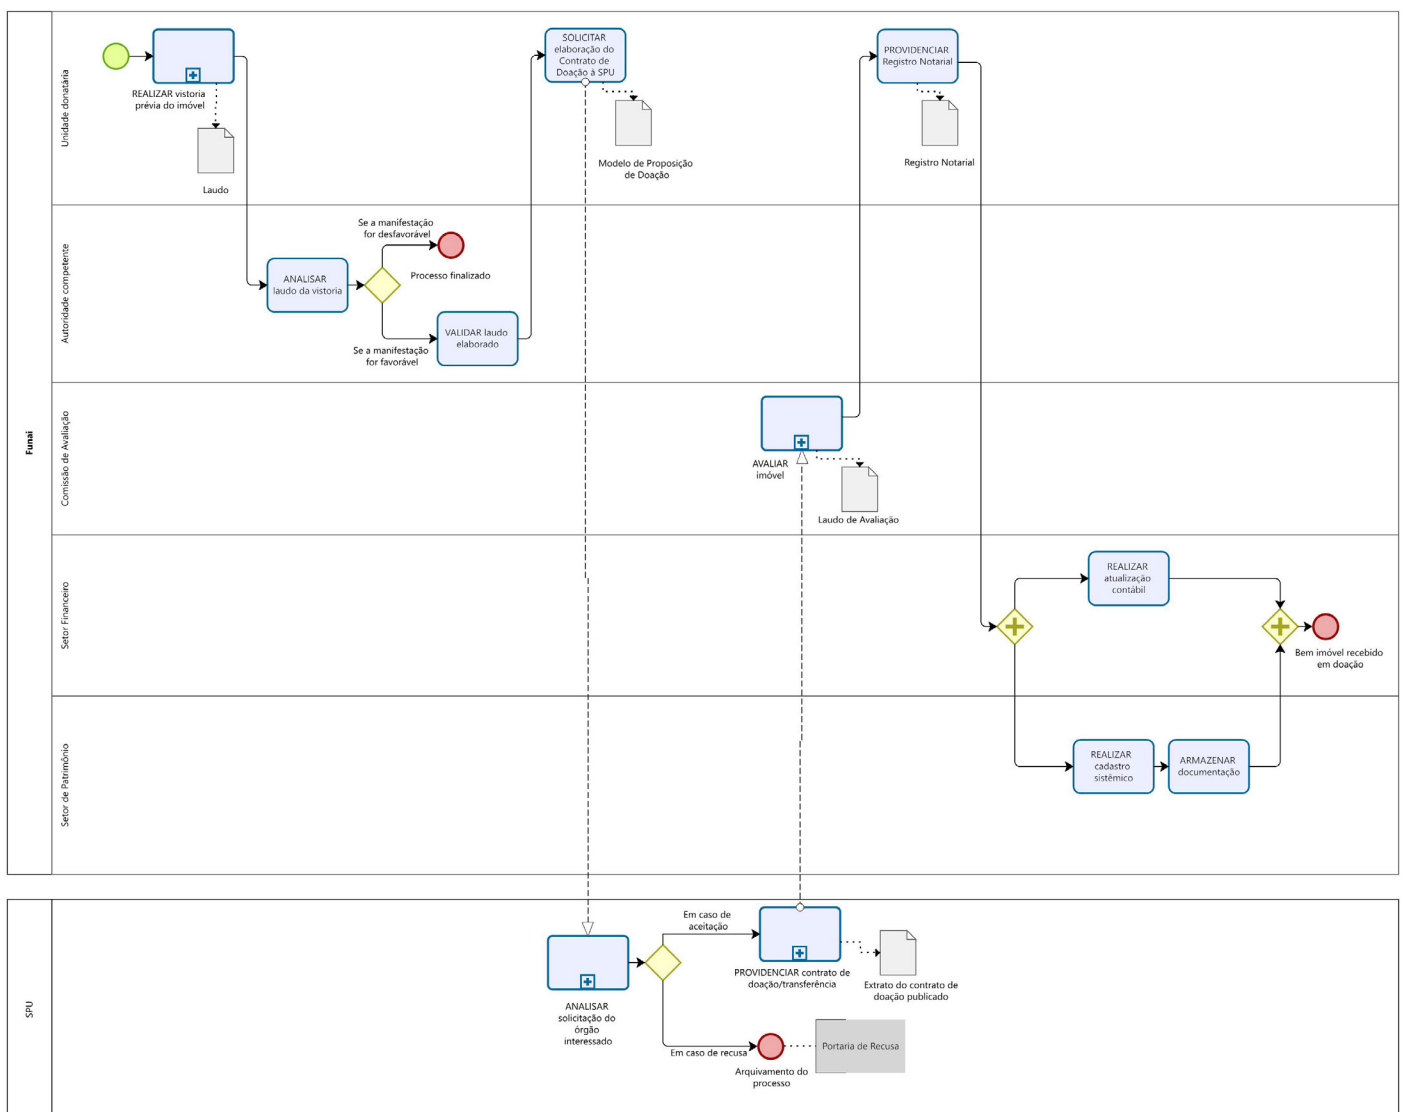 Funai
Unidade donatária
REALIZAR vistoria
prévia do imóvel
Laudo
SOLICITAR
elaboração do
Contrato de
Doação à SPU
Modelo de Proposição
de Doação
PROVIDENCIAR
Registro Notarial
Registro Notarial
Autoridade competente
ANALISAR
laudo da vistoria
Se a manifestação
for desfavorável
Processo finalizado
Se a manifestação
for favorável
VALIDAR laudo
elaborado
Comissão de Avaliação
AVALIAR
imóvel
Laudo de Avaliação
Setor Financeiro
REALIZAR
atualização
contábil
Bem imóvel recebido
em doação
Setor de Patrimônio
REALIZAR
cadastro
sistêmico
ARMAZENAR
documentação
SPU
ANALISAR
solicitação do
órgão
interessado
Em caso de
aceitação
PROVIDENCIAR contrato de
doação/transferência
Extrato do contrato de
doação publicado
Em caso de recusa
Arquivamento do
processo
Portaria de Recusa